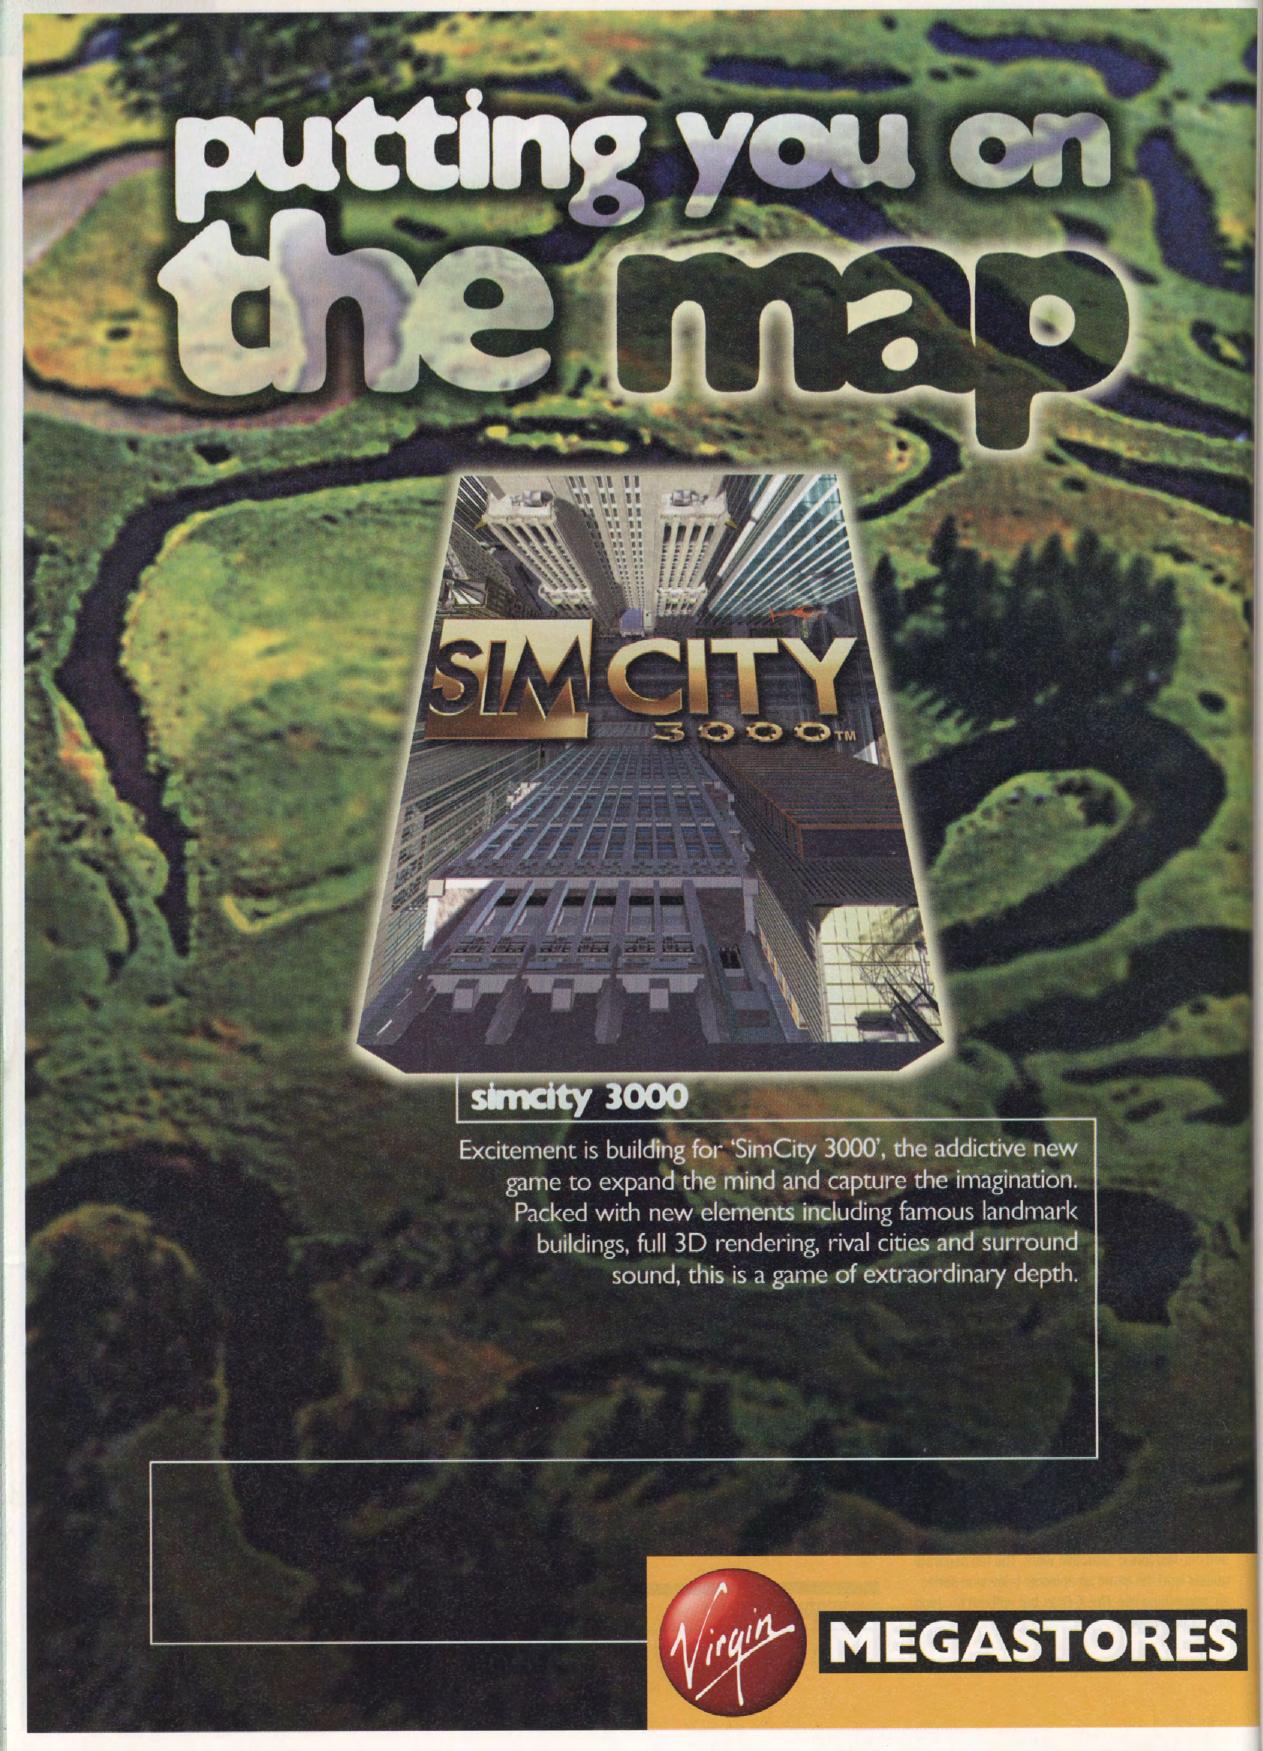 putting you on
the map
SIM CITY
3000™
simcity 3000
Excitement is building for ‘SimCity 3000’, the addictive new
game to expand the mind and capture the imagination.
Packed with new elements including famous landmark
buildings, full 3D rendering, rival cities and surround
sound, this is a game of extraordinary depth.
Virgin MEGASTORES